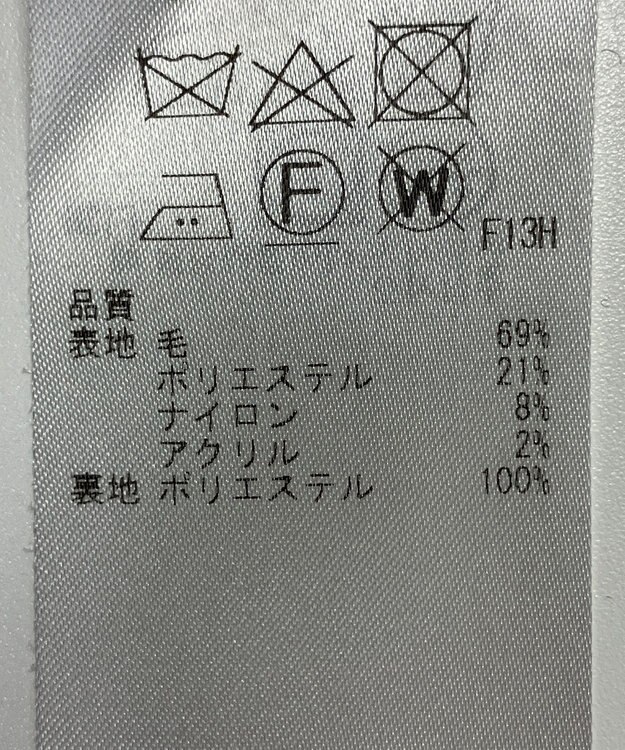 F W F13H
品質
表地 毛 69%
ポリエステル 21%
ナイロン 8%
アクリル 2%
裏地 ポリエステル 100%